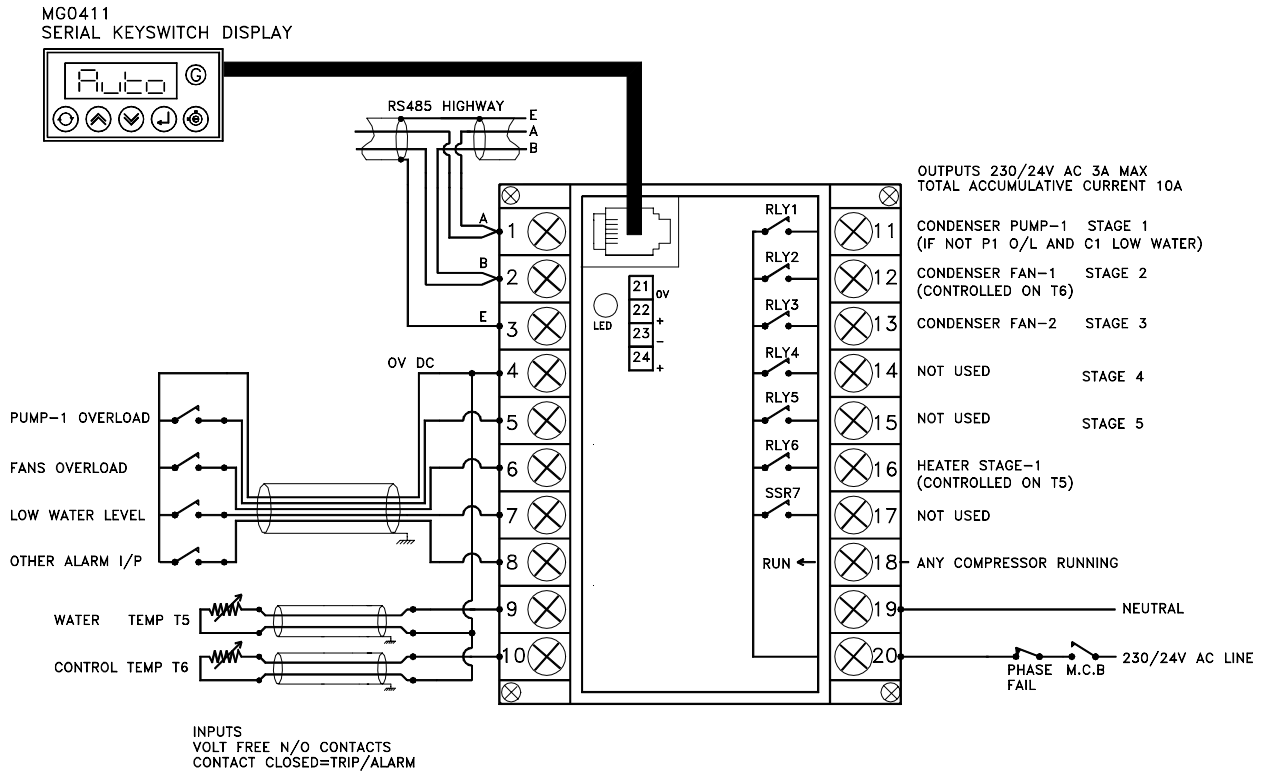 MG0411
SERIAL KEYSWITCH DISPLAY
Auto
G
RS485 HIGHWAY
E
A
B
OUTPUTS 230/24V AC 3A MAX
TOTAL ACCUMULATIVE CURRENT 10A
A 1
RLY1
11 CONDENSER PUMP-1 STAGE 1
(IF NOT P1 O/L AND C1 LOW WATER)
B 2
RLY2
12 CONDENSER FAN-1 STAGE 2
(CONTROLLED ON T6)
21 0V
22 +
23 -
24 +
LED
E 3
RLY3
13 CONDENSER FAN-2 STAGE 3
0V DC 4
RLY4
14 NOT USED STAGE 4
PUMP-1 OVERLOAD 5
RLY5
15 NOT USED STAGE 5
FANS OVERLOAD 6
RLY6
16 HEATER STAGE-1
(CONTROLLED ON T5)
LOW WATER LEVEL 7
SSR7
17 NOT USED
OTHER ALARM I/P 8
RUN
18 ANY COMPRESSOR RUNNING
WATER TEMP T5 9
19 NEUTRAL
CONTROL TEMP T6 10
20 230/24V AC LINE
PHASE FAIL
M.C.B
INPUTS
VOLT FREE N/O CONTACTS
CONTACT CLOSED=TRIP/ALARM